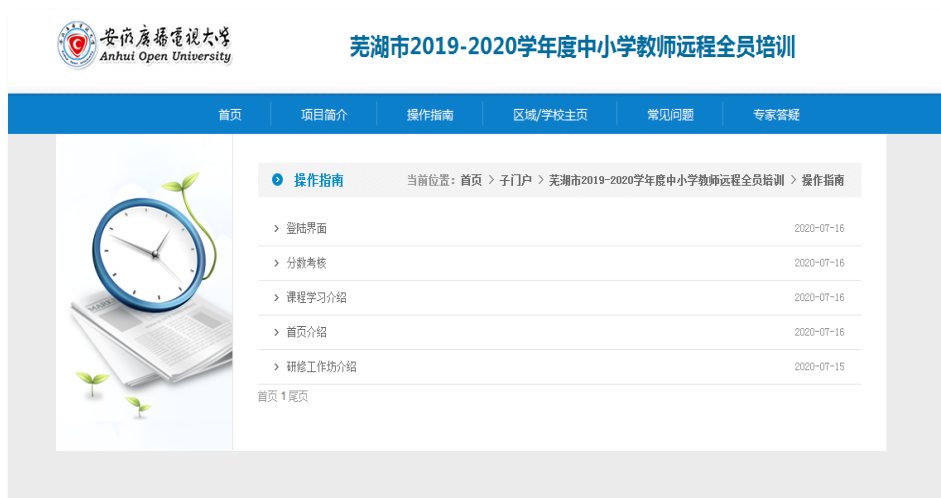 安徽广播电视大学
Anhui Open University
芜湖市2019-2020学年度中小学教师远程全员培训
首页 项目简介 操作指南 区域/学校主页 常见问题 专家答疑
操作指南 当前位置：首页 > 子门户 > 芜湖市2019-2020学年度中小学教师远程全员培训 > 操作指南
登陆界面 2020-07-16
分数考核 2020-07-16
课程学习介绍 2020-07-16
首页介绍 2020-07-16
研修工作坊介绍 2020-07-15
首页 1 尾页